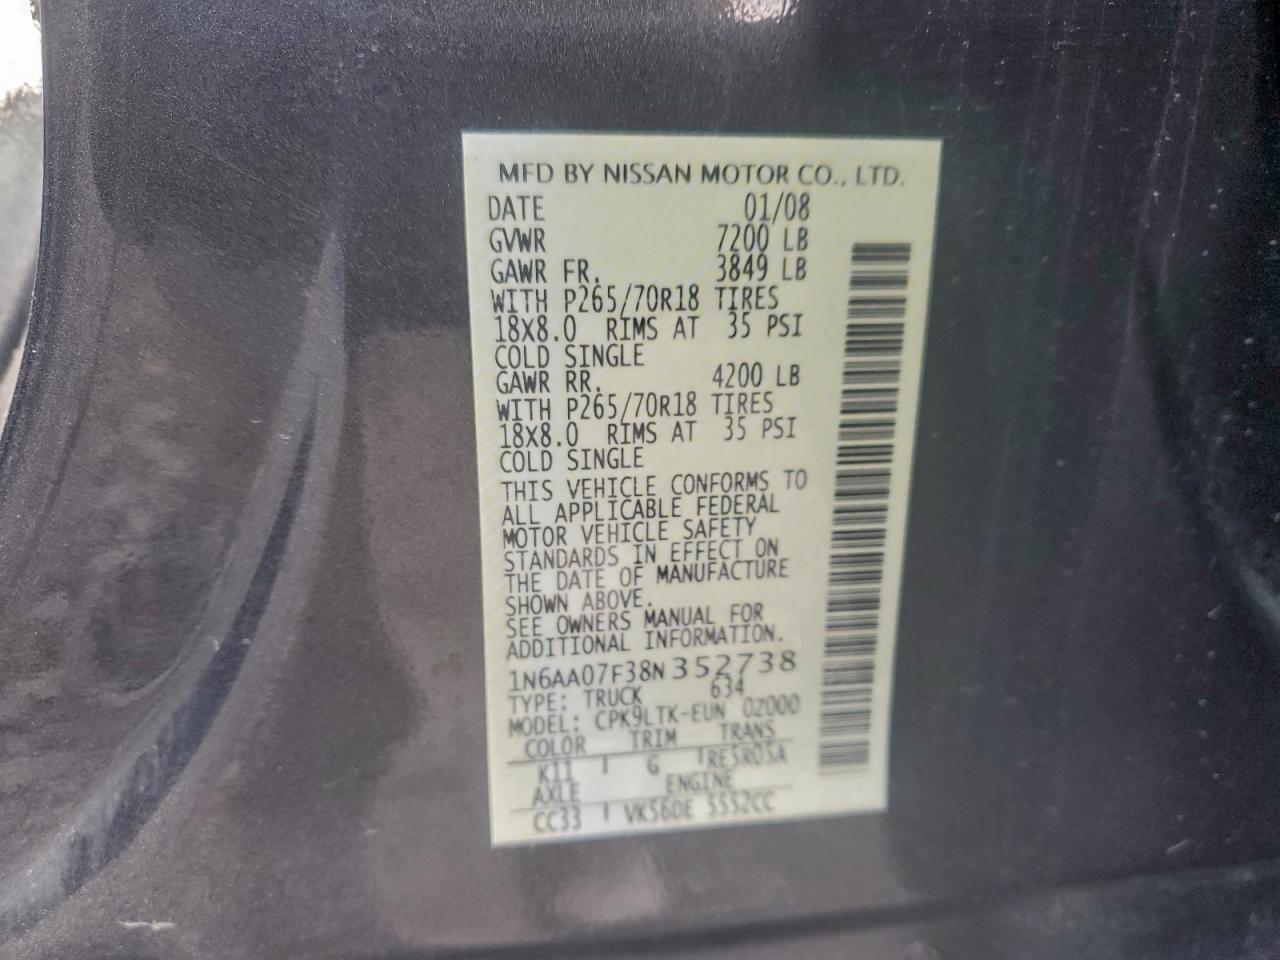 MFD BY NISSAN MOTOR CO., LTD.
DATE 01/08
GVWR 7200 LB
GAWR FR. 3849 LB
WITH P265/70R18 TIRES
18X8.0 RIMS AT 35 PSI
COLD SINGLE
GAWR RR. 4200 LB
WITH P265/70R18 TIRES
18X8.0 RIMS AT 35 PSI
COLD SINGLE
THIS VEHICLE CONFORMS TO
ALL APPLICABLE FEDERAL
MOTOR VEHICLE SAFETY
STANDARDS IN EFFECT ON
THE DATE OF MANUFACTURE
SHOWN ABOVE.
SEE OWNERS MANUAL FOR
ADDITIONAL INFORMATION.
1N6AA07F38N352738
TYPE: TRUCK 634
MODEL: CPK9LTK-EUN 0Z000
COLOR TRIM TRANS
K11 G RE5R05A
AXLE ENGINE
CC33 VK56DE 5552CC